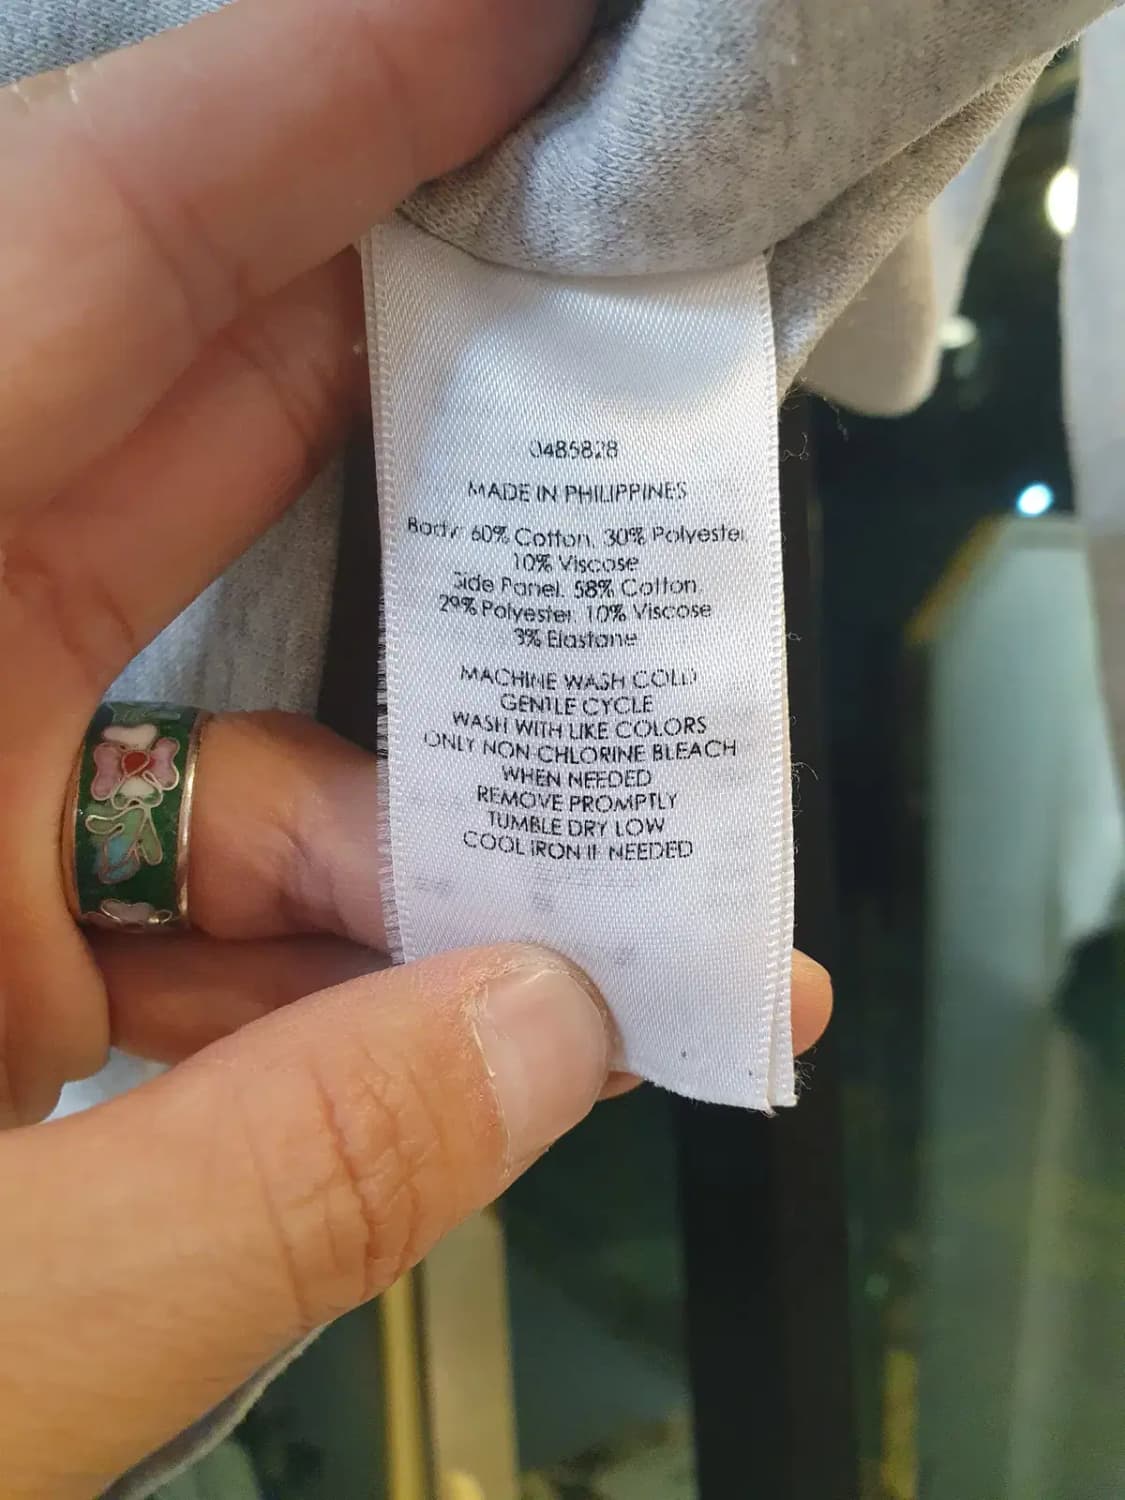 0485828
MADE IN PHILIPPINES
Body: 60% Cotton, 30% Polyester,
10% Viscose
Side Panel: 58% Cotton,
29% Polyester, 10% Viscose
3% Elastane
MACHINE WASH COLD
GENTLE CYCLE
WASH WITH LIKE COLORS
ONLY NON CHLORINE BLEACH
WHEN NEEDED
REMOVE PROMPTLY
TUMBLE DRY LOW
COOL IRON IF NEEDED